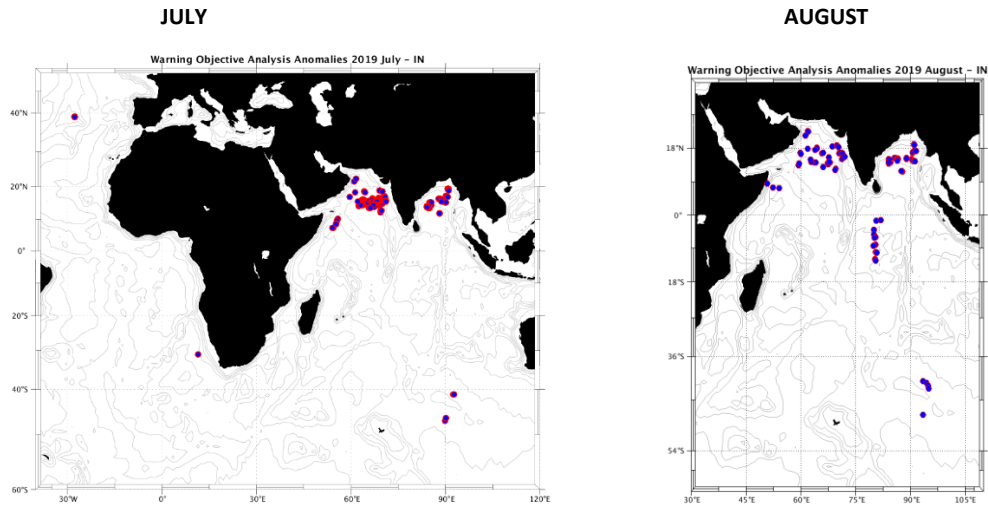 JULY
AUGUST
Warning Objective Analysis Anomalies 2019 July - IN
40°N
20°N
0°
20°S
40°S
60°S
30°W
0°
30°E
60°E
90°E
120°E
Warning Objective Analysis Anomalies 2019 August - IN
18°N
0°
18°S
36°S
54°S
30°E
45°E
60°E
75°E
90°E
105°E